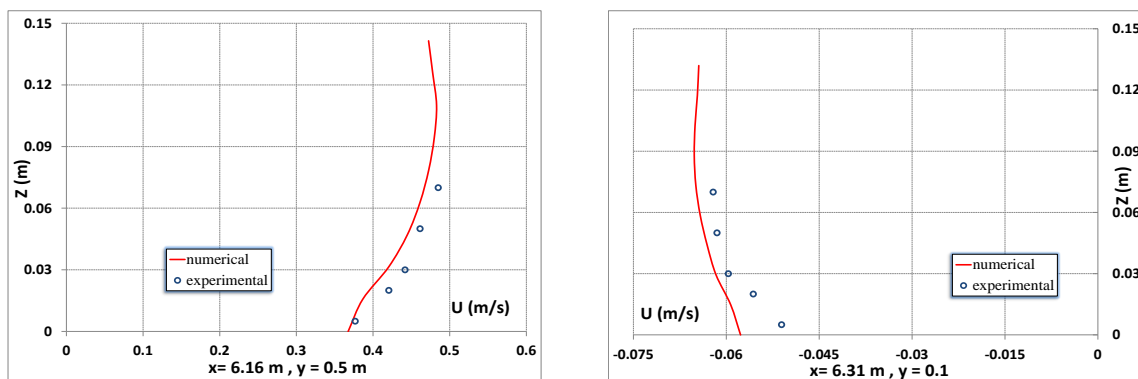 0.15
0.12
0.09
0.06
0.03
0
Z (m)
numerical
experimental
U (m/s)
0 0.1 0.2 0.3 0.4 0.5 0.6
x= 6.16 m , y = 0.5 m
0.15
0.12
0.09
0.06
0.03
0
Z (m)
numerical
experimental
U (m/s)
-0.075 -0.06 -0.045 -0.03 -0.015 0
x= 6.31 m , y = 0.1